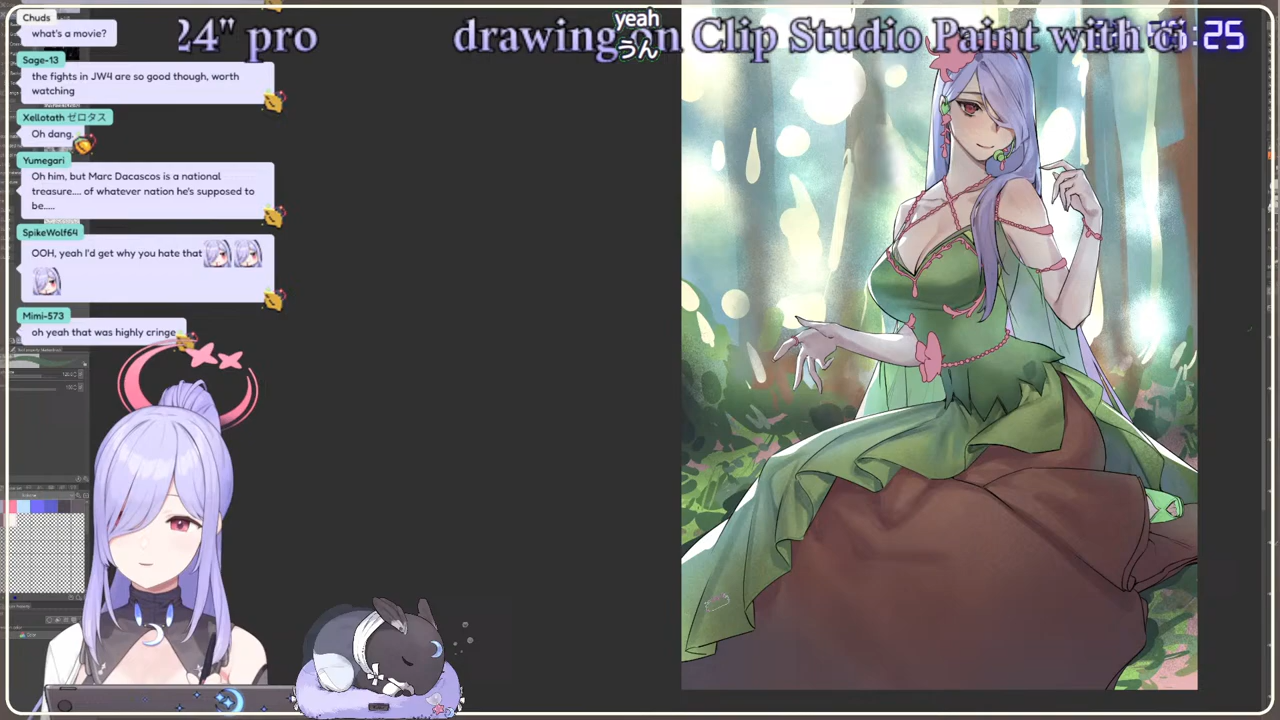 24" pro drawing on Clip Studio Paint with
:25
yeah
うん
Chuds
what's a movie?
Sage-13
the fights in JW4 are so good though, worth
watching
Xellotath ゼロタス
Oh dang.
Yumegari
Oh him, but Marc Dacascos is a national
treasure.... of whatever nation he's supposed to
be.....
SpikeWolf64
OOH, yeah I'd get why you hate that
Mimi-573
oh yeah that was highly cringe